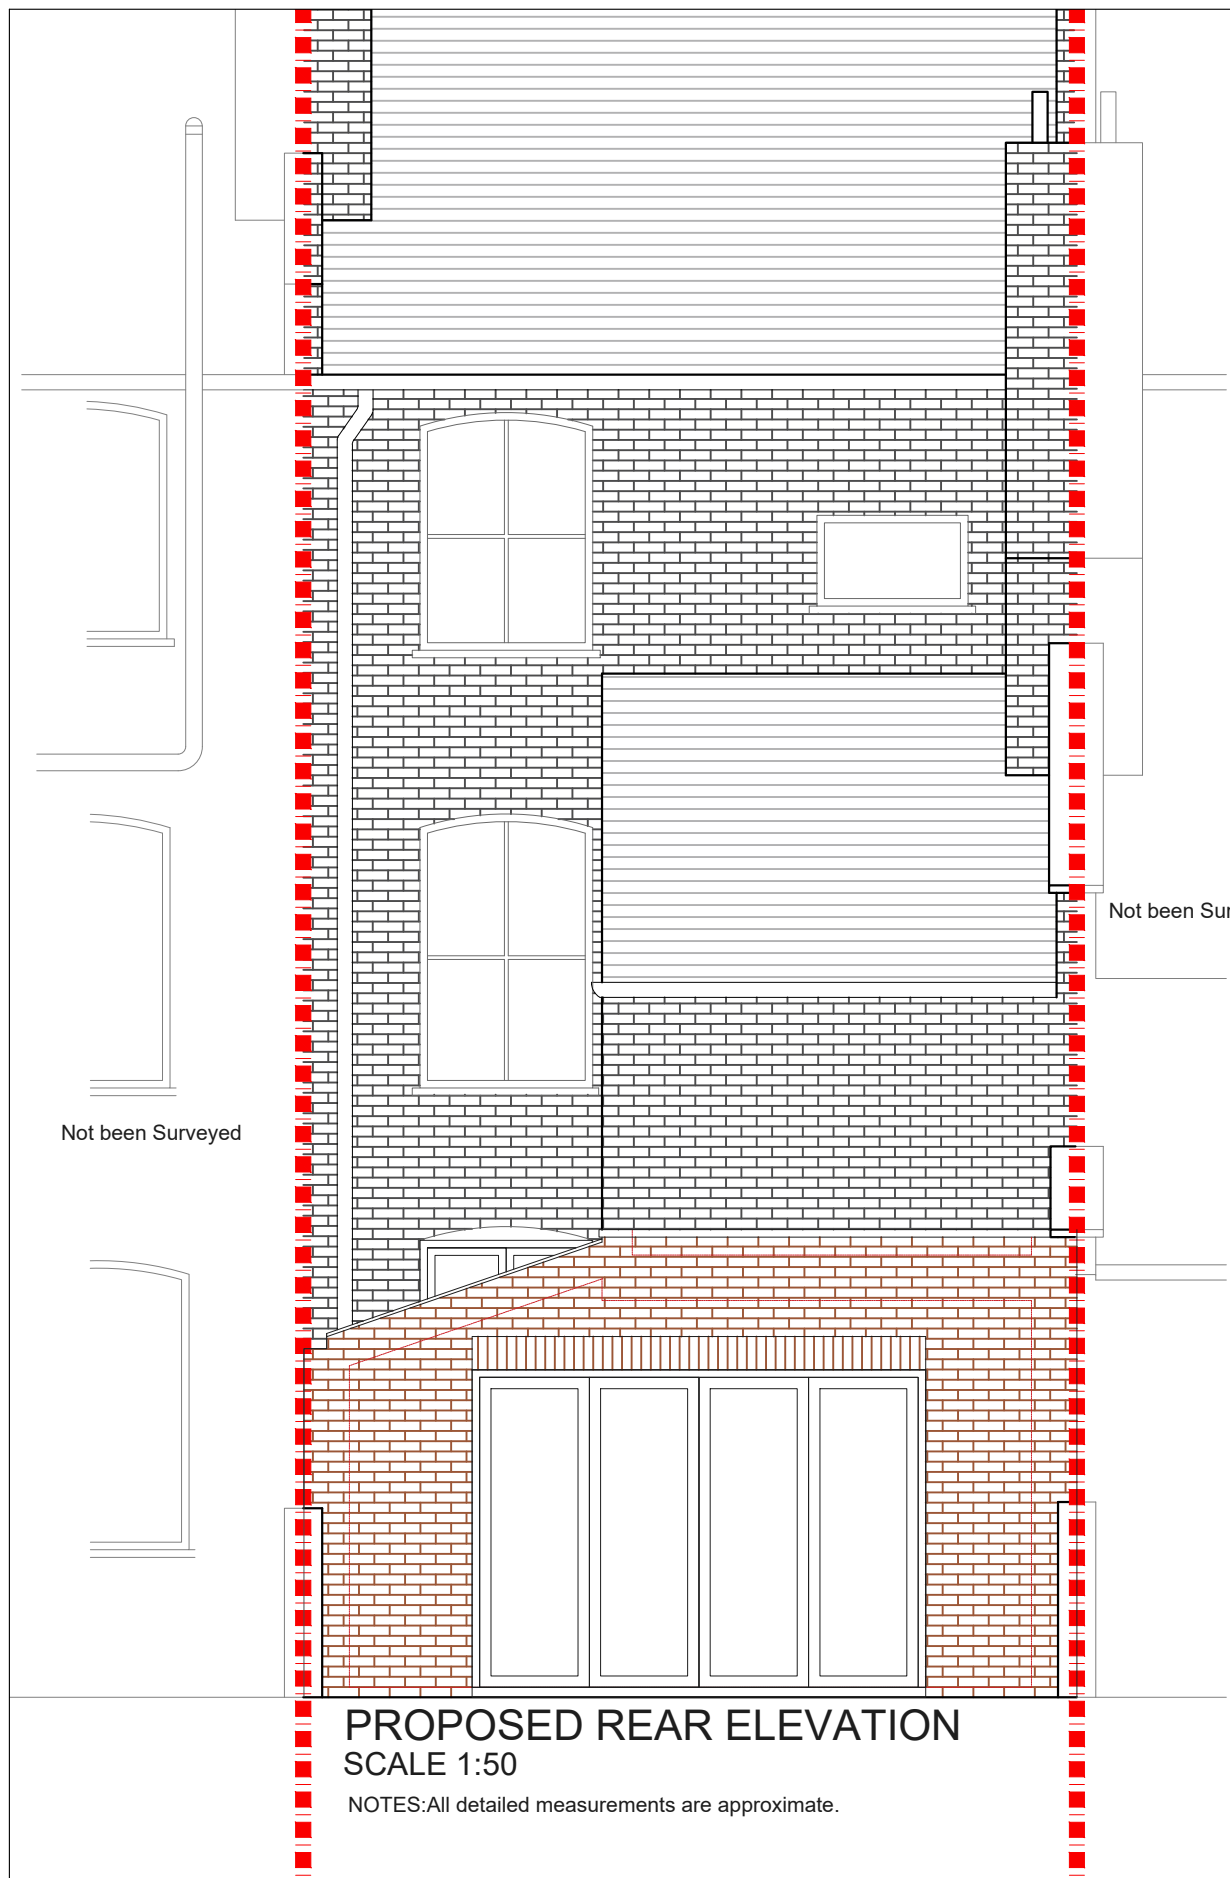 Not been Sur
Not been Surveyed
PROPOSED REAR ELEVATION
SCALE 1:50
NOTES:All detailed measurements are approximate.